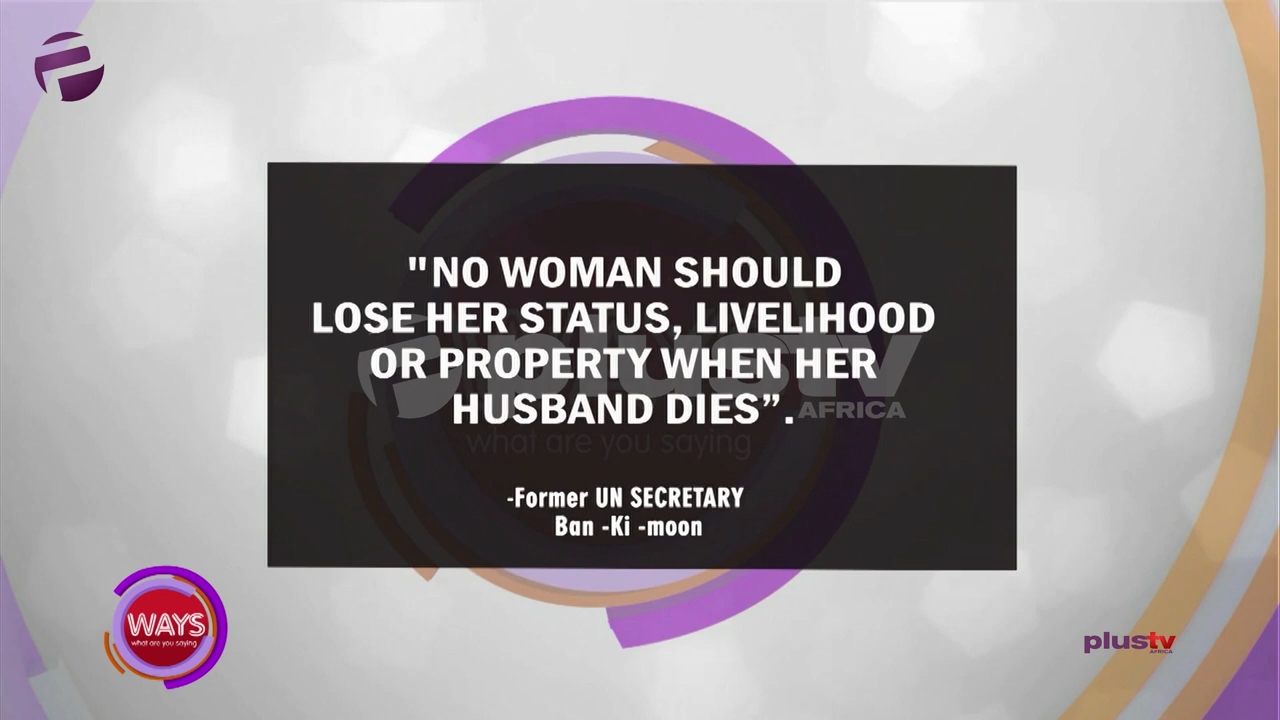 "NO WOMAN SHOULD
LOSE HER STATUS, LIVELIHOOD
OR PROPERTY WHEN HER
HUSBAND DIES”.
plustv
AFRICA
what are you saying
-Former UN SECRETARY
Ban -Ki -moon
WAYS
what are you saying
plustv
AFRICA